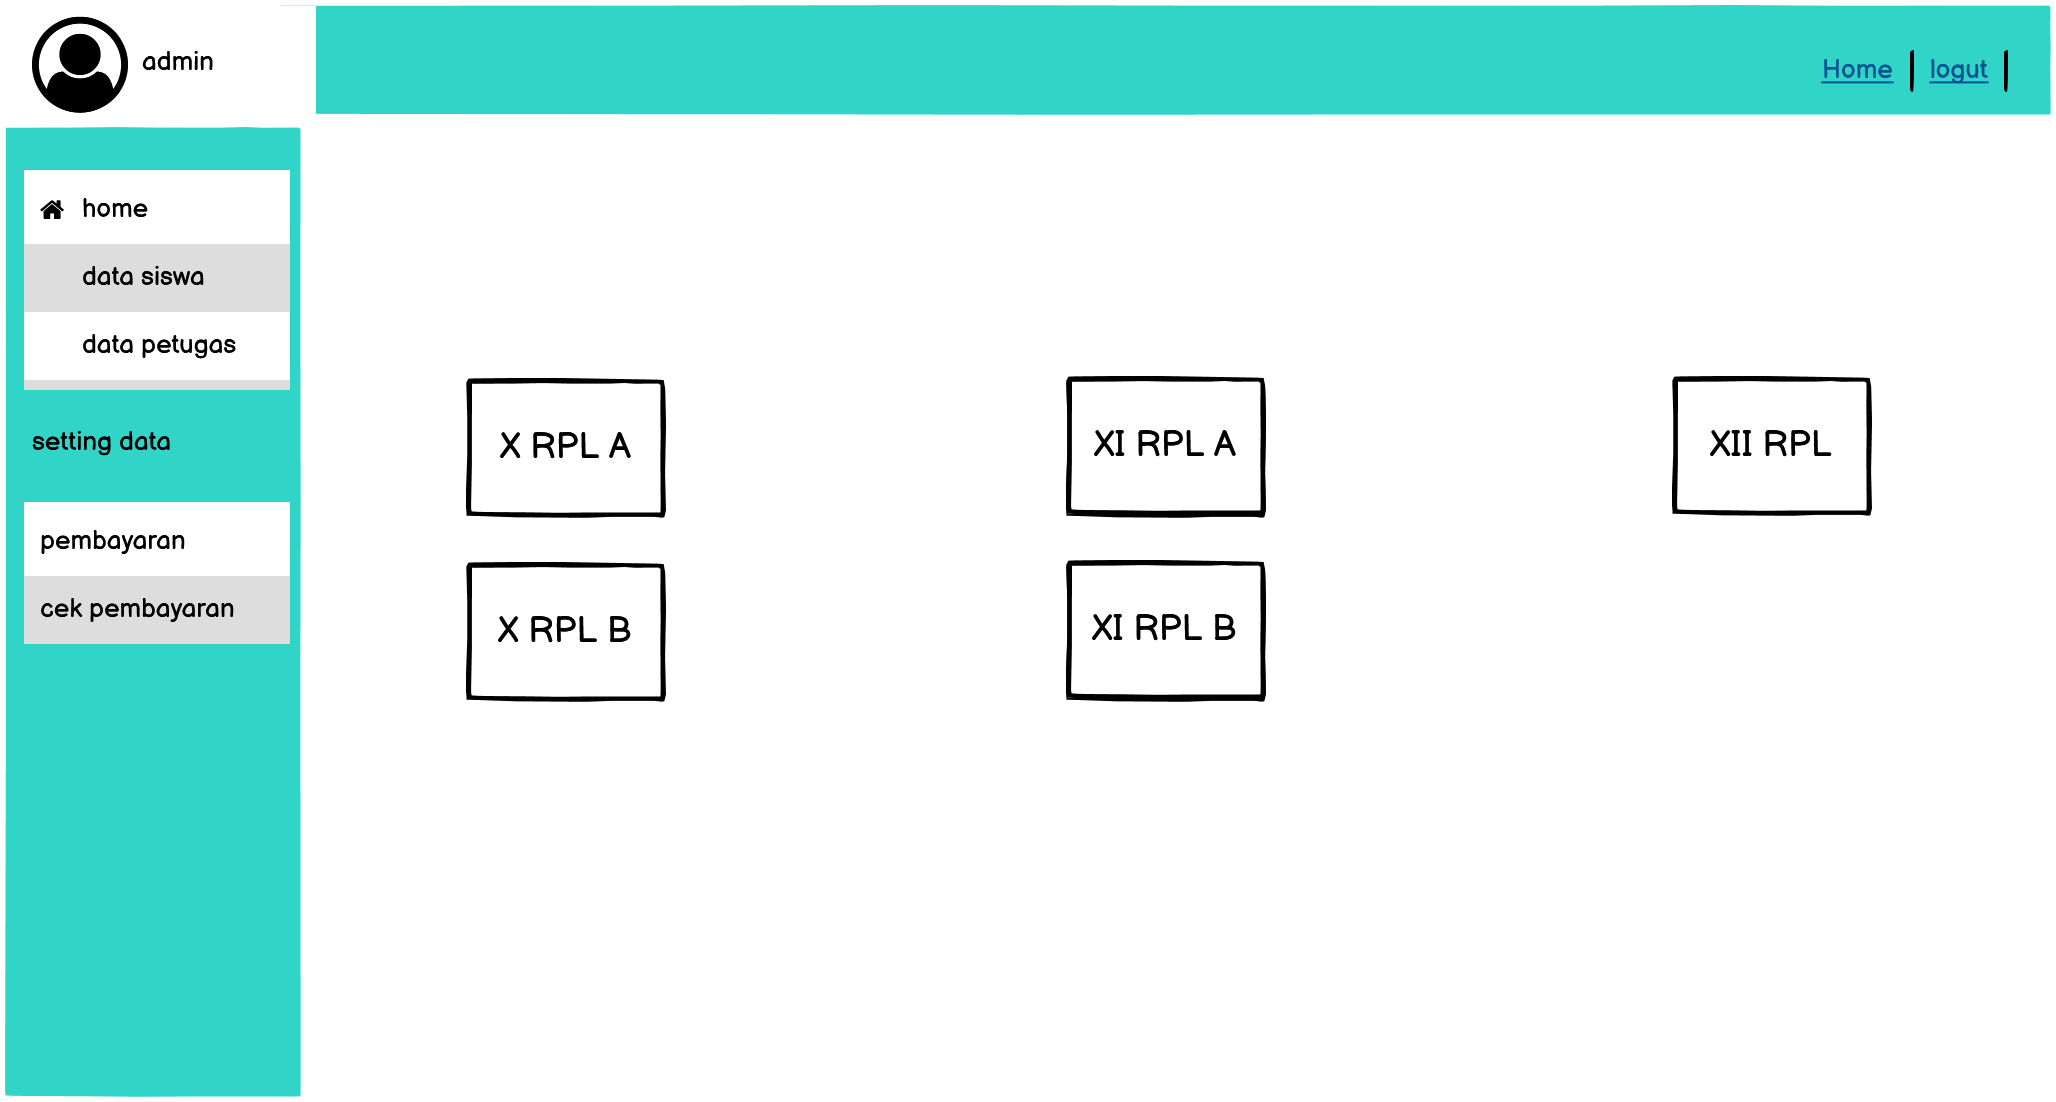 admin
Home
logut
home
data siswa
data petugas
setting data
pembayaran
cek pembayaran
X RPL A
XI RPL A
XII RPL
X RPL B
XI RPL B